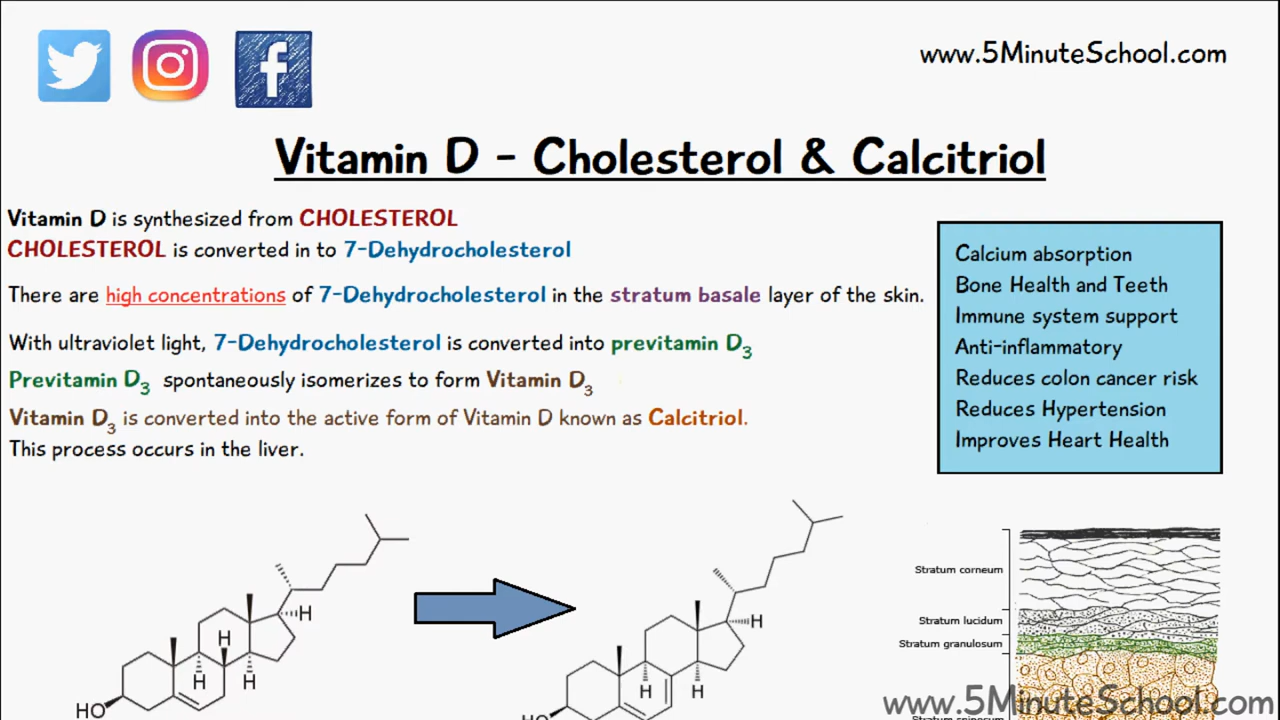 www.5MinuteSchool.com
Vitamin D - Cholesterol & Calcitriol
Vitamin D is synthesized from CHOLESTEROL
CHOLESTEROL is converted in to 7-Dehydrocholesterol
There are high concentrations of 7-Dehydrocholesterol in the stratum basale layer of the skin.
With ultraviolet light, 7-Dehydrocholesterol is converted into previtamin D3
Previtamin D3 spontaneously isomerizes to form Vitamin D3
Vitamin D3 is converted into the active form of Vitamin D known as Calcitriol.
This process occurs in the liver.
Calcium absorption
Bone Health and Teeth
Immune system support
Anti-inflammatory
Reduces colon cancer risk
Reduces Hypertension
Improves Heart Health
H
H
H
H
HO
H
H
H
HO
Stratum corneum
Stratum lucidum
Stratum granulosum
Stratum spinosum
www.5MinuteSchool.com